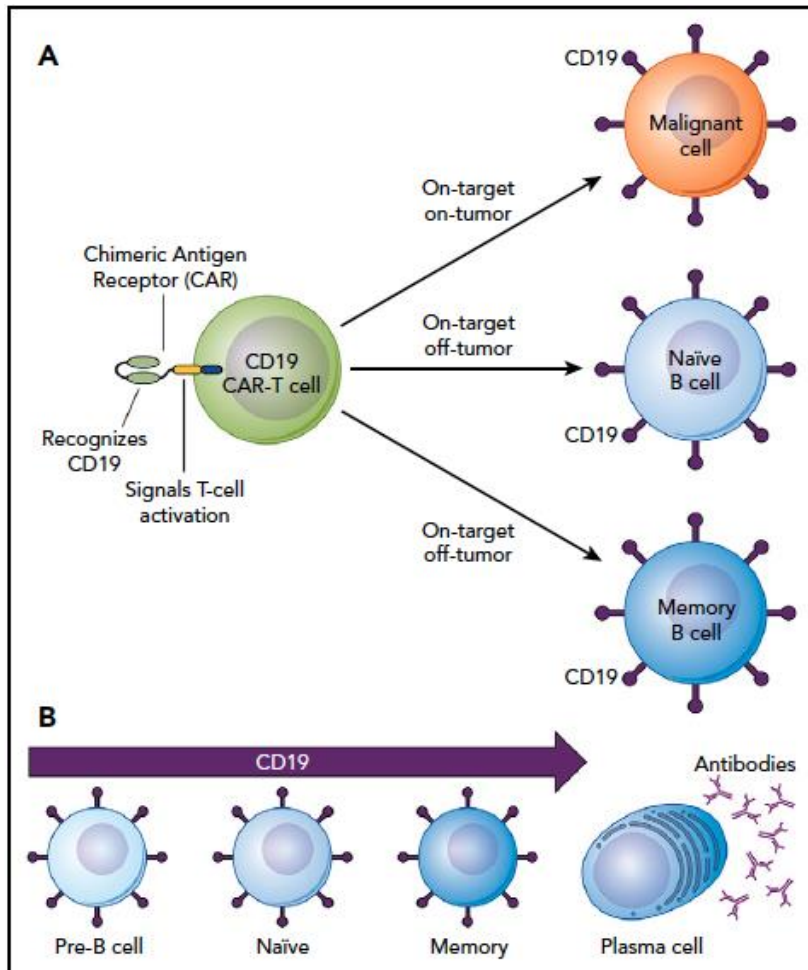 A
CD19
Malignant
cell
On-target
on-tumor
Chimeric Antigen
Receptor (CAR)
CD19
CAR-T cell
On-target
off-tumor
Naïve
B cell
CD19
Recognizes
CD19
Signals T-cell
activation
On-target
off-tumor
Memory
B cell
CD19
B
CD19
Antibodies
Pre-B cell
Naïve
Memory
Plasma cell